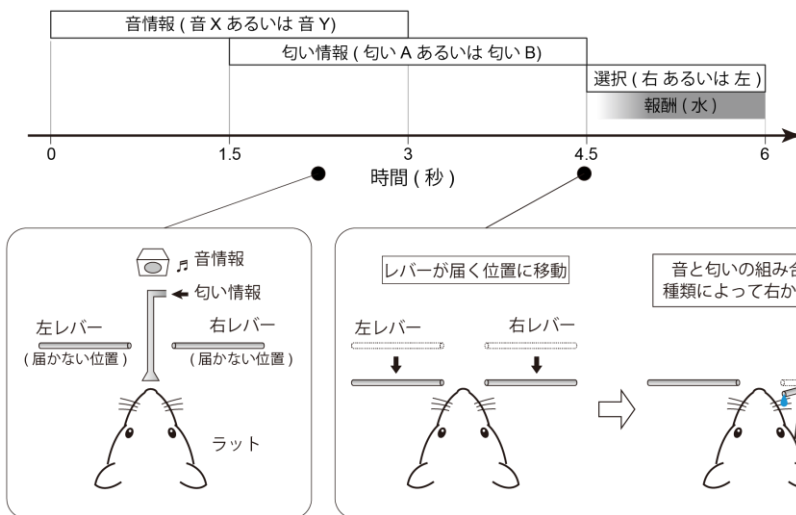 音情報 ( 音 X あるいは 音 Y)
匂い情報 ( 匂い A あるいは 匂い B)
選択 ( 右 あるいは 左 )
報酬 ( 水 )
0 1.5 3 4.5 6
時間 ( 秒 )
音情報
匂い情報
左レバー 右レバー
( 届かない位置 ) ( 届かない位置 )
ラット
レバーが届く位置に移動
左レバー 右レバー
音と匂いの組み合
種類によって右か